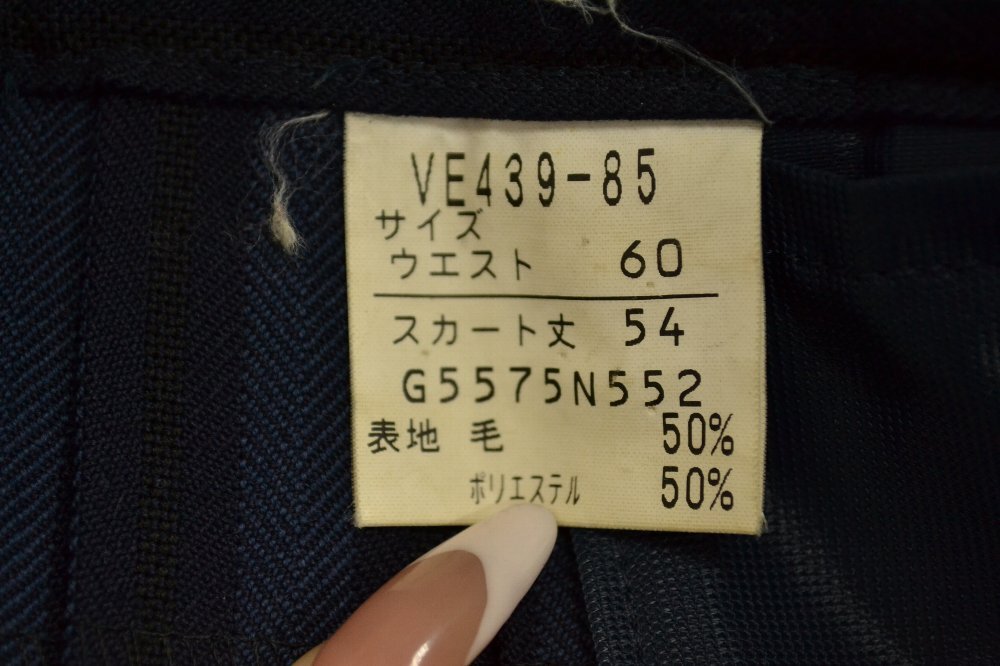 VE439-85
サイズ
ウエスト 60
スカート丈 54
G5575N552
表地 毛 50%
ポリエステル 50%